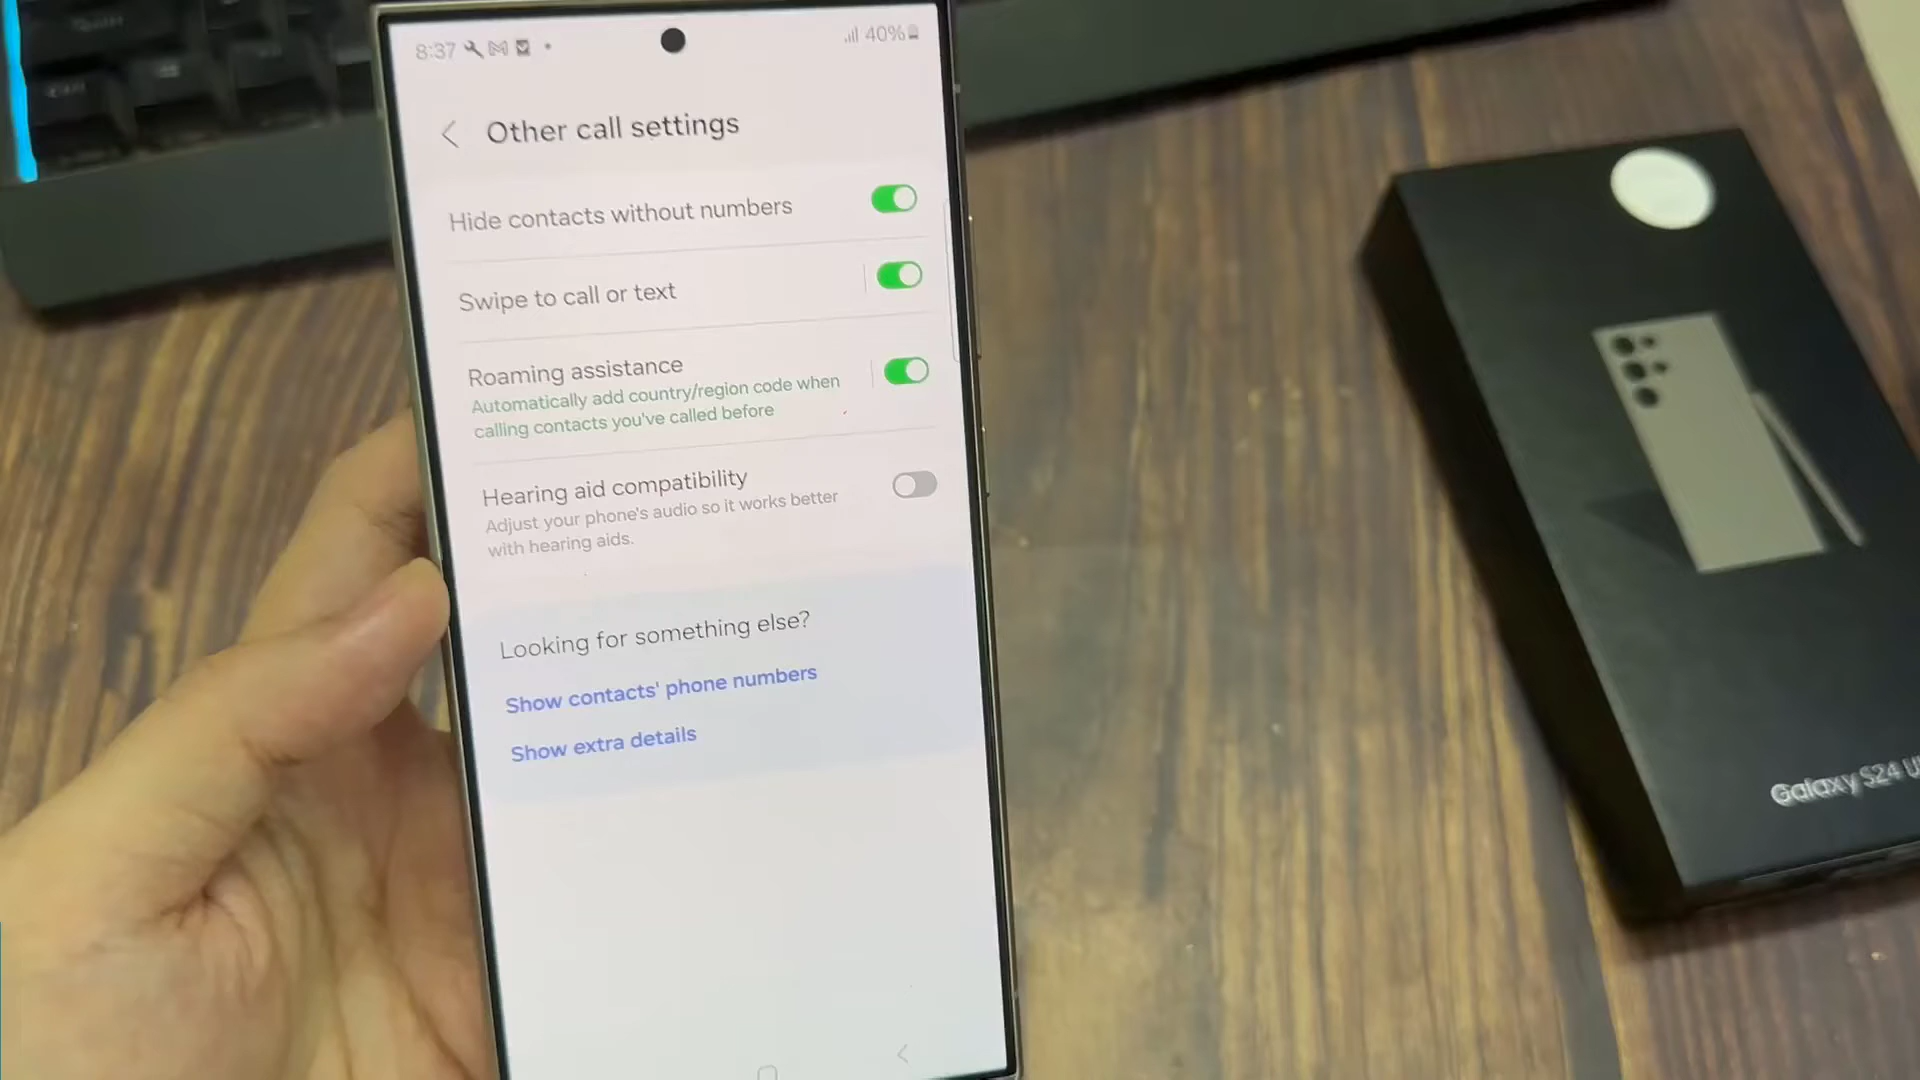 8:37
40%
Other call settings
Hide contacts without numbers
Swipe to call or text
Roaming assistance
Automatically add country/region code when
calling contacts you've called before
Hearing aid compatibility
Adjust your phone's audio so it works better
with hearing aids.
Looking for something else?
Show contacts' phone numbers
Show extra details
Galaxy S24 U